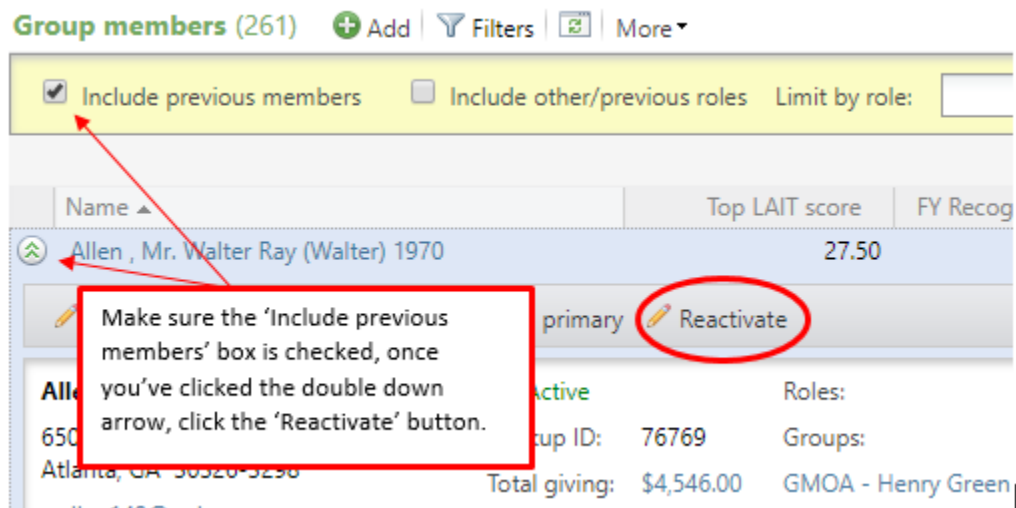 Group members (261) Add Filters More
Include previous members Include other/previous roles Limit by role:
Name Top LAIT score FY Recog
Allen , Mr. Walter Ray (Walter) 1970 27.50
primary Reactivate
Make sure the ‘Include previous
members’ box is checked, once
you’ve clicked the double down
arrow, click the ‘Reactivate’ button.
Active Roles:
650 76769 Groups:
Atlanta, GA
Total giving: $4,546.00 GMOA - Henry Green